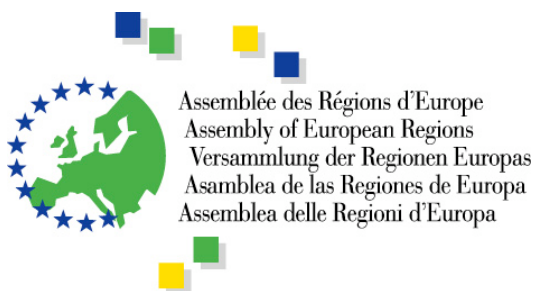 Assemblée des Régions d'Europe
Assembly of European Regions
Versammlung der Regionen Europas
Asamblea de las Regiones de Europa
Assemblea delle Regioni d'Europa